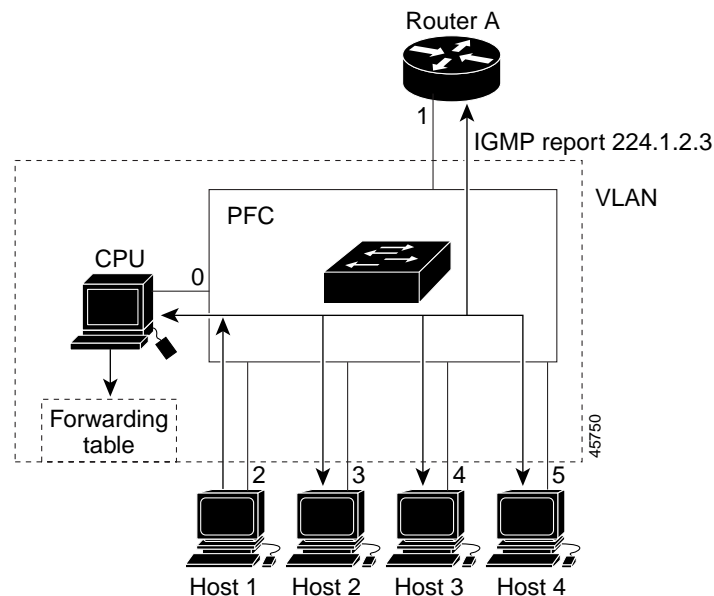 Router A
1
IGMP report 224.1.2.3
VLAN
PFC
CPU
0
Forwarding
table
45750
2
3
4
5
Host 1
Host 2
Host 3
Host 4